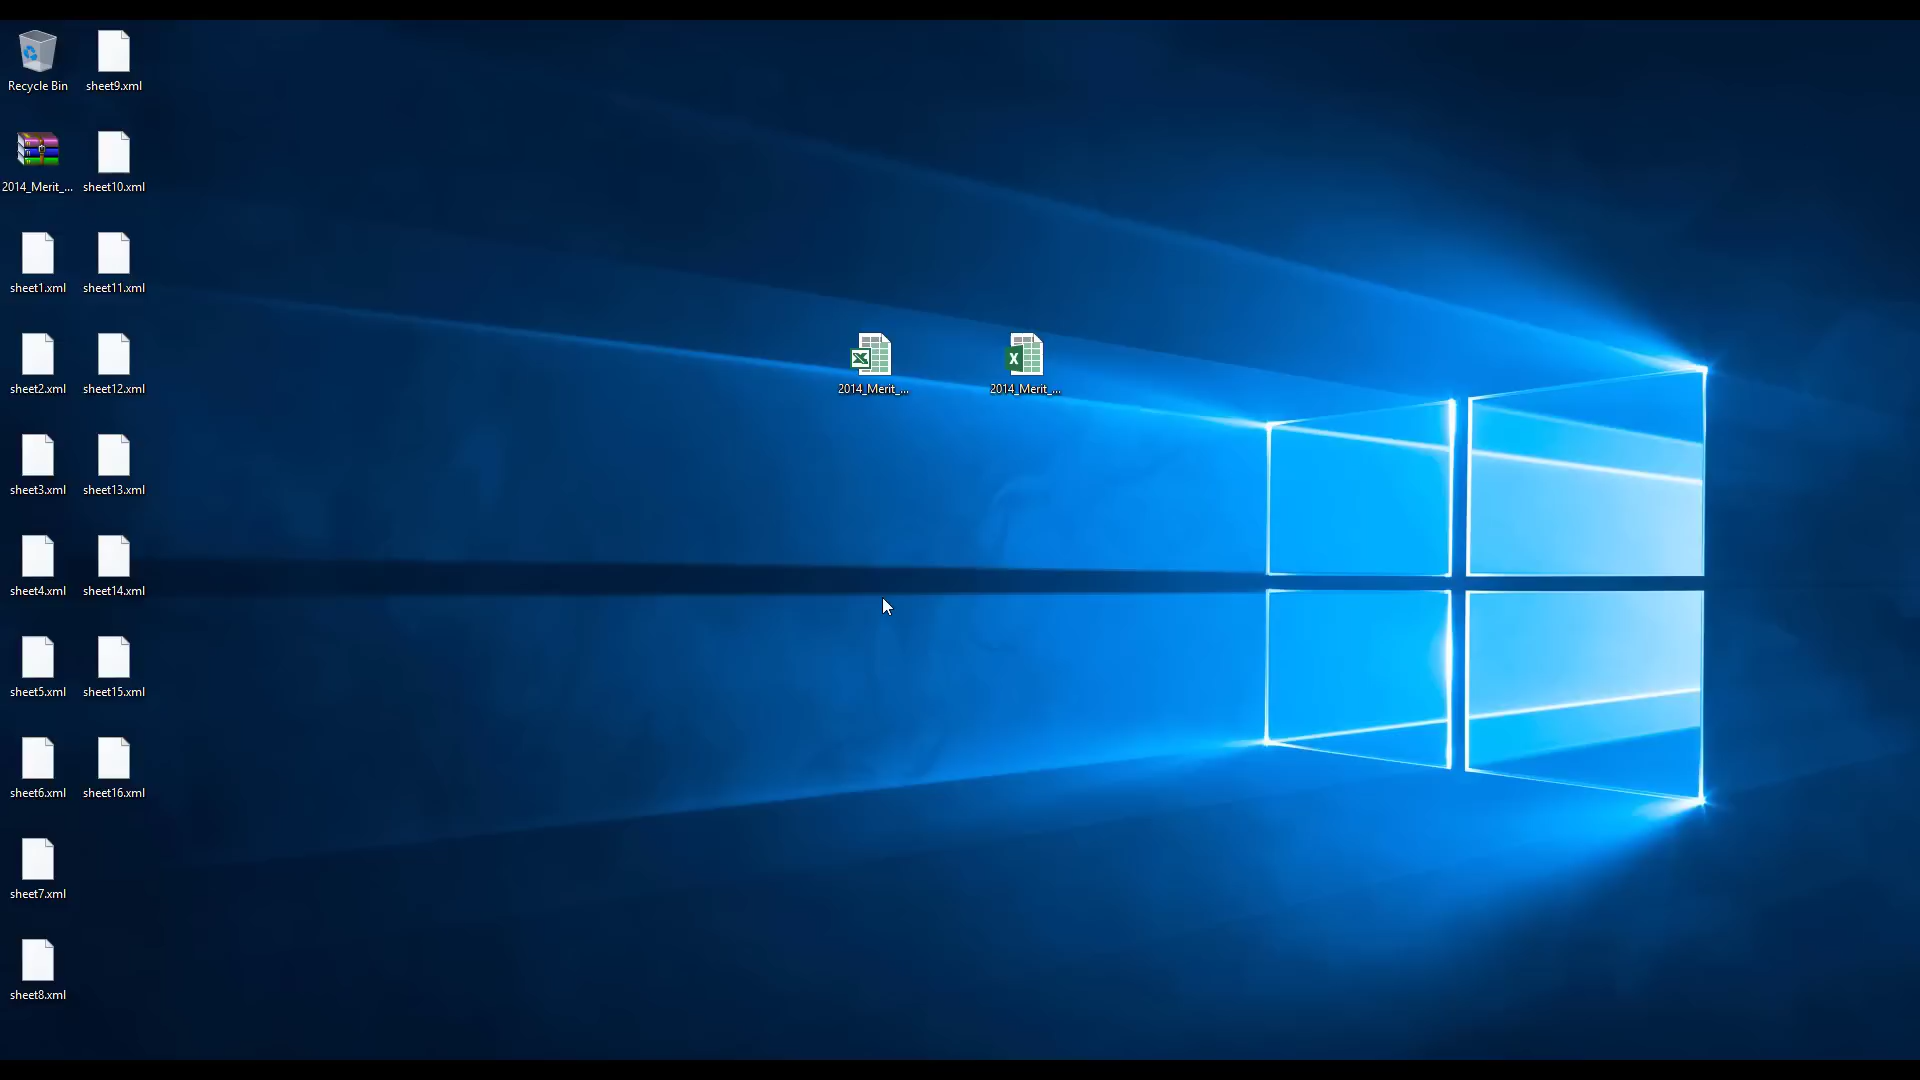 Recycle Bin
sheet9.xml
2014_Merit_...
sheet10.xml
sheet1.xml
sheet11.xml
sheet2.xml
sheet12.xml
2014_Merit_...
2014_Merit_...
sheet3.xml
sheet13.xml
sheet4.xml
sheet14.xml
sheet5.xml
sheet15.xml
sheet6.xml
sheet16.xml
sheet7.xml
sheet8.xml